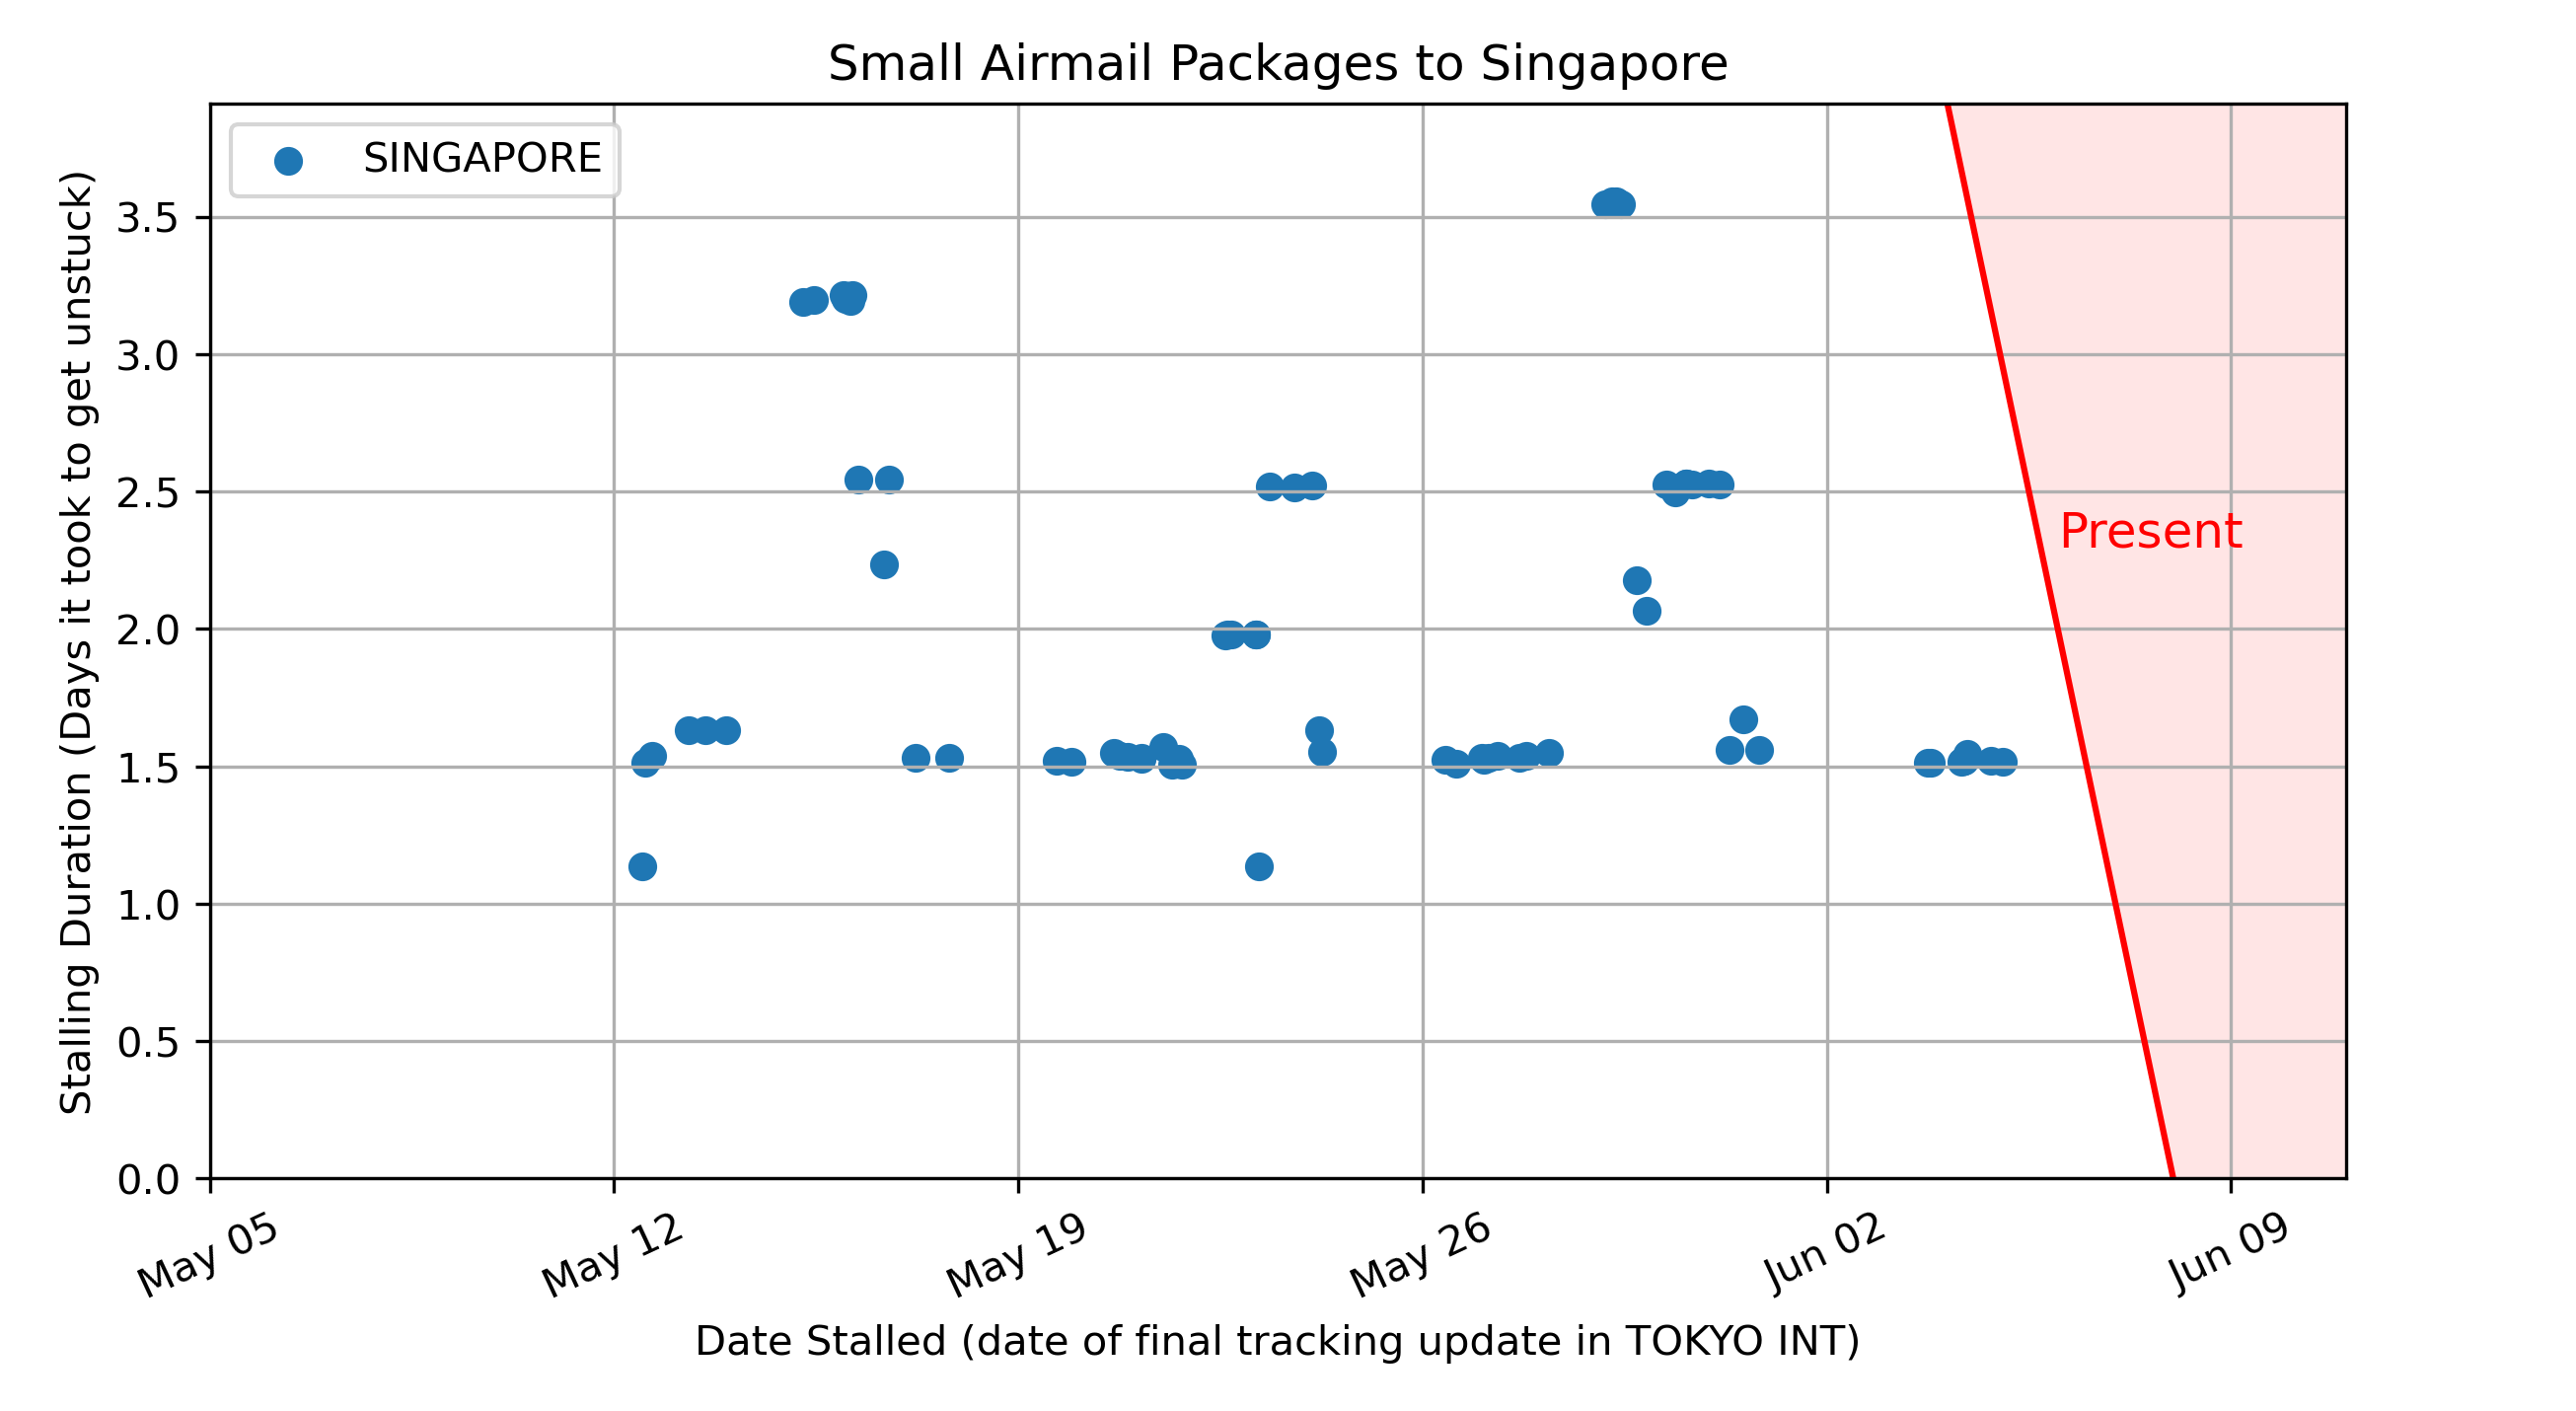 Small Airmail Packages to Singapore
SINGAPORE
Stalling Duration (Days it took to get unstuck)
3.5
3.0
2.5
2.0
1.5
1.0
0.5
0.0
Present
May 05
May 12
May 19
May 26
Jun 02
Jun 09
Date Stalled (date of final tracking update in TOKYO INT)